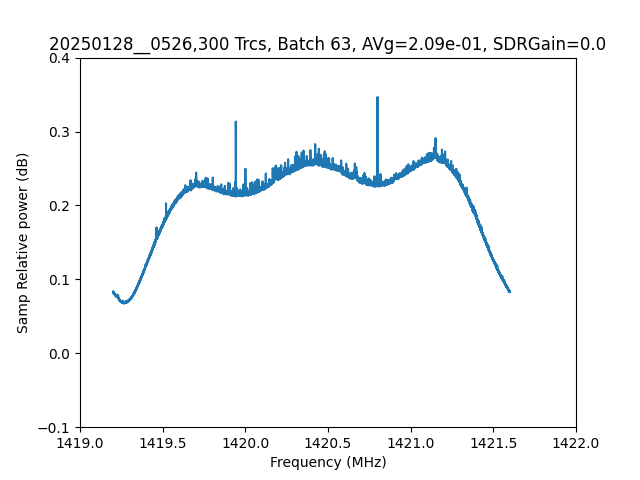 20250128__0526,300 Trcs, Batch 63, AVg=2.09e-01, SDRGain=0.0
0.4
0.3
0.2
0.1
0.0
−0.1
Samp Relative power (dB)
1419.0 1419.5 1420.0 1420.5 1421.0 1421.5 1422.0
Frequency (MHz)